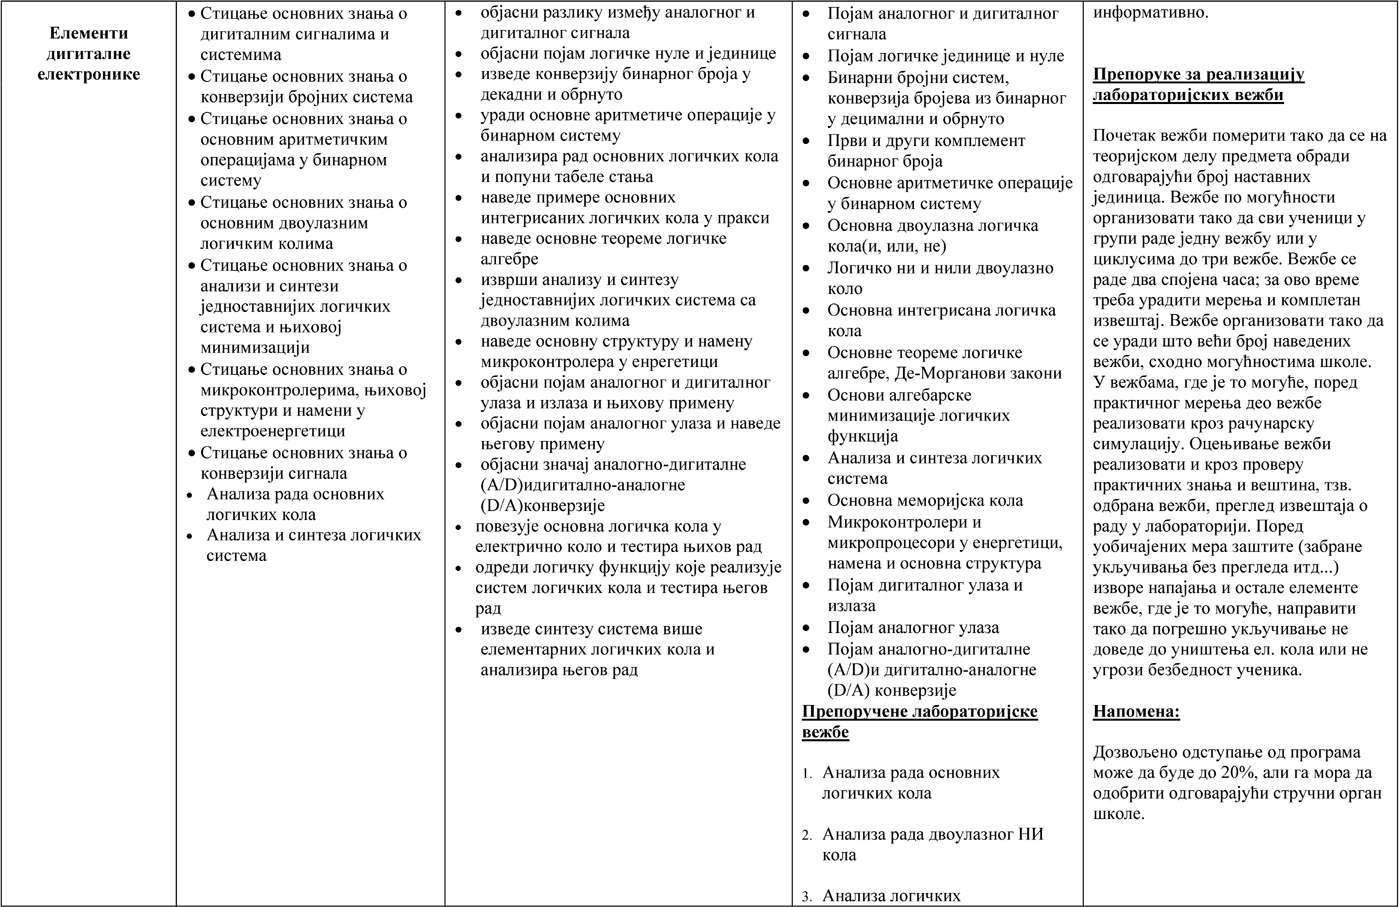 Елементи
дигиталне
електронике
• Стицање основних знања о
дигиталним сигналима и
системима
• Стицање основних знања о
конверзији бројних система
• Стицање основних знања о
основним аритметичким
операцијама у бинарном
систему
• Стицање основних знања о
основним двоулазним
логичким колима
• Стицање основних знања о
анализи и синтези
једноставнијих логичких
система и њиховој
минимизацији
• Стицање основних знања о
микроконтролерима, њиховој
структури и намени у
електроенергетици
• Стицање основних знања о
конверзији сигнала
• Анализа рада основних
логичких кола
• Анализа и синтеза логичких
система
• објасни разлику између аналогног и
дигиталног сигнала
• објасни појам логичке нуле и јединице
• изведе конверзију бинарног броја у
декадни и обрнуто
• уради основне аритметиче операције у
бинарном систему
• анализира рад основних логичких кола
и попуни табеле стања
• наведе примере основних
интегрисаних логичких кола у пракси
• наведе основне теореме логичке
алгебре
• изврши анализу и синтезу
једноставнијих логичких система са
двоулазним колима
• наведе основну структуру и намену
микроконтролера у енрегетици
• објасни појам аналогног и дигиталног
улаза и излаза и њихову примену
• објасни појам аналогног улаза и наведе
његову примену
• објасни значај аналогно-дигиталне
(A/D)идигитално-аналогне
(D/A)конверзије
• повезује основна логичка кола у
електрично коло и тестира њихов рад
• одреди логичку функцију које реализује
систем логичких кола и тестира његов
рад
• изведе синтезу система више
елементарних логичких кола и
анализира његов рад
• Појам аналогног и дигиталног
сигнала
• Појам логичке јединице и нуле
• Бинарни бројни систем,
конверзија бројева из бинарног
у децимални и обрнуто
• Први и други комплемент
бинарног броја
• Основне аритметичке операције
у бинарном систему
• Основна двоулазна логичка
кола(и, или, не)
• Логичко ни и нили двоулазно
коло
• Основна интегрисана логичка
кола
• Основне теореме логичке
алгебре, Де-Морганови закони
• Основи алгебарске
минимизације логичких
функција
• Анализа и синтеза логичких
система
• Основна меморијска кола
• Микроконтролери и
микропроцесори у енергетици,
намена и основна структура
• Појам дигиталног улаза и
излаза
• Појам аналогног улаза
• Појам аналогно-дигиталне
(A/D)и дигитално-аналогне
(D/A) конверзије
Препоручене лабораторијске
вежбе
1. Анализа рада основних
логичких кола
2. Анализа рада двоулазног НИ
кола
3. Анализа логичких
информативно.
Препоруке за реализацију
лабораторијских вежби
Почетак вежби померити тако да се на
теоријском делу предмета обради
одговарајући број наставних
јединица. Вежбе по могућности
организовати тако да сви ученици у
групи раде једну вежбу или у
циклусима до три вежбе. Вежбе се
раде два спојена часа; за ово време
треба урадити мерења и комплетан
извештај. Вежбе организовати тако да
се уради што већи број наведених
вежби, сходно могућностима школе.
У вежбама, где је то могуће, поред
практичног мерења део вежбе
реализовати кроз рачунарску
симулацију. Оцењивање вежби
реализовати и кроз проверу
практичних знања и вештина, тзв.
одбрана вежби, преглед извештаја о
раду у лабораторији. Поред
уобичајених мера заштите (забране
укључивања без прегледа итд...)
изворе напајања и остале елементе
вежбе, где је то могуће, направити
тако да погрешно укључивање не
доведе до уништења ел. кола или не
угрози безбедност ученика.
Напомена:
Дозвољено одступање од програма
може да буде до 20%, али га мора да
одобрити одговарајући стручни орган
школе.